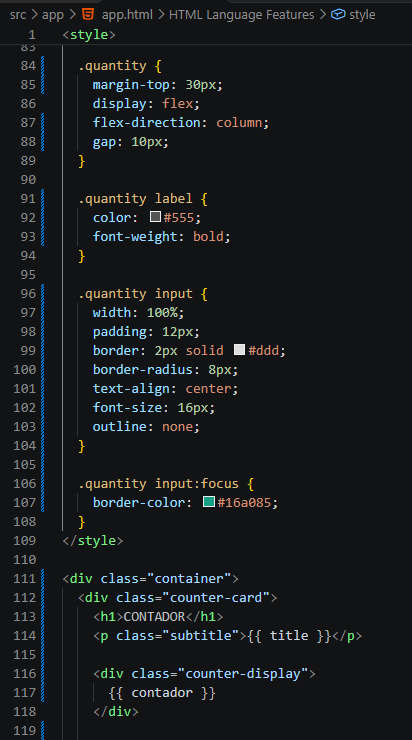 src > app > app.html > HTML Language Features > style
1 <style>
83
84 .quantity {
85 margin-top: 30px;
86 display: flex;
87 flex-direction: column;
88 gap: 10px;
89 }
90
91 .quantity label {
92 color: #555;
93 font-weight: bold;
94 }
95
96 .quantity input {
97 width: 100%;
98 padding: 12px;
99 border: 2px solid #ddd;
100 border-radius: 8px;
101 text-align: center;
102 font-size: 16px;
103 outline: none;
104 }
105
106 .quantity input:focus {
107 border-color: #16a085;
108 }
109 </style>
110
111 <div class="container">
112 <div class="counter-card">
113 <h1>CONTADOR</h1>
114 <p class="subtitle">{{ title }}</p>
115
116 <div class="counter-display">
117 {{ contador }}
118 </div>
119